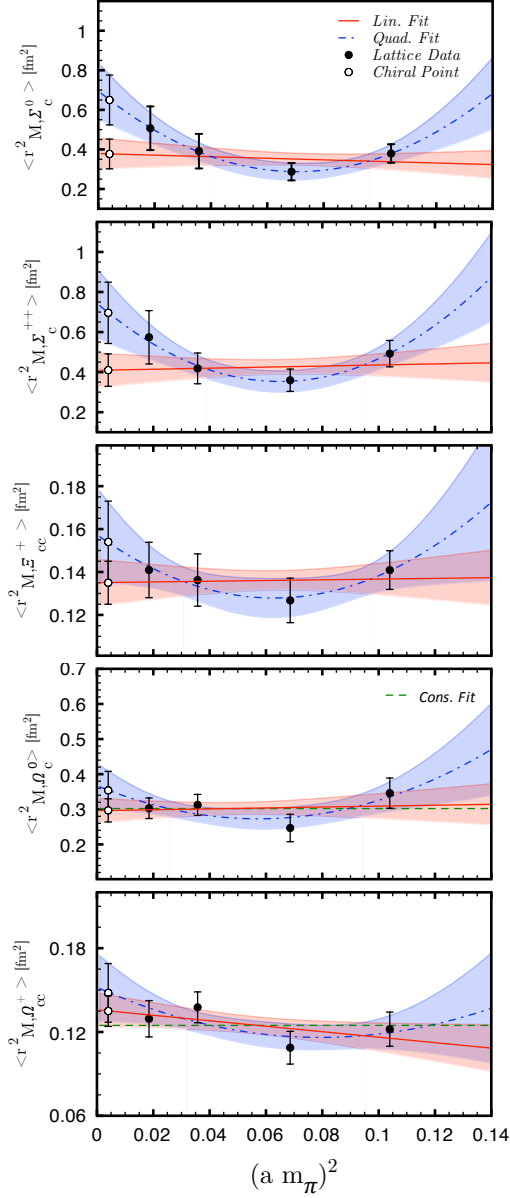 Lin. Fit
Quad. Fit
Lattice Data
Chiral Point
<r²M,Σc⁰ > [fm²]
1
0.8
0.6
0.4
0.2
<r²M,Σc⁺⁺> [fm²]
1
0.8
0.6
0.4
0.2
<r²M,Ξcc⁺ > [fm²]
0.18
0.16
0.14
0.12
Cons. Fit
<r²M,Ωc⁰> [fm²]
0.7
0.6
0.5
0.4
0.3
0.2
<r²M,Ωcc⁺ > [fm²]
0.18
0.12
0.06
0 0.02 0.04 0.06 0.08 0.1 0.12 0.14
(a mπ)²